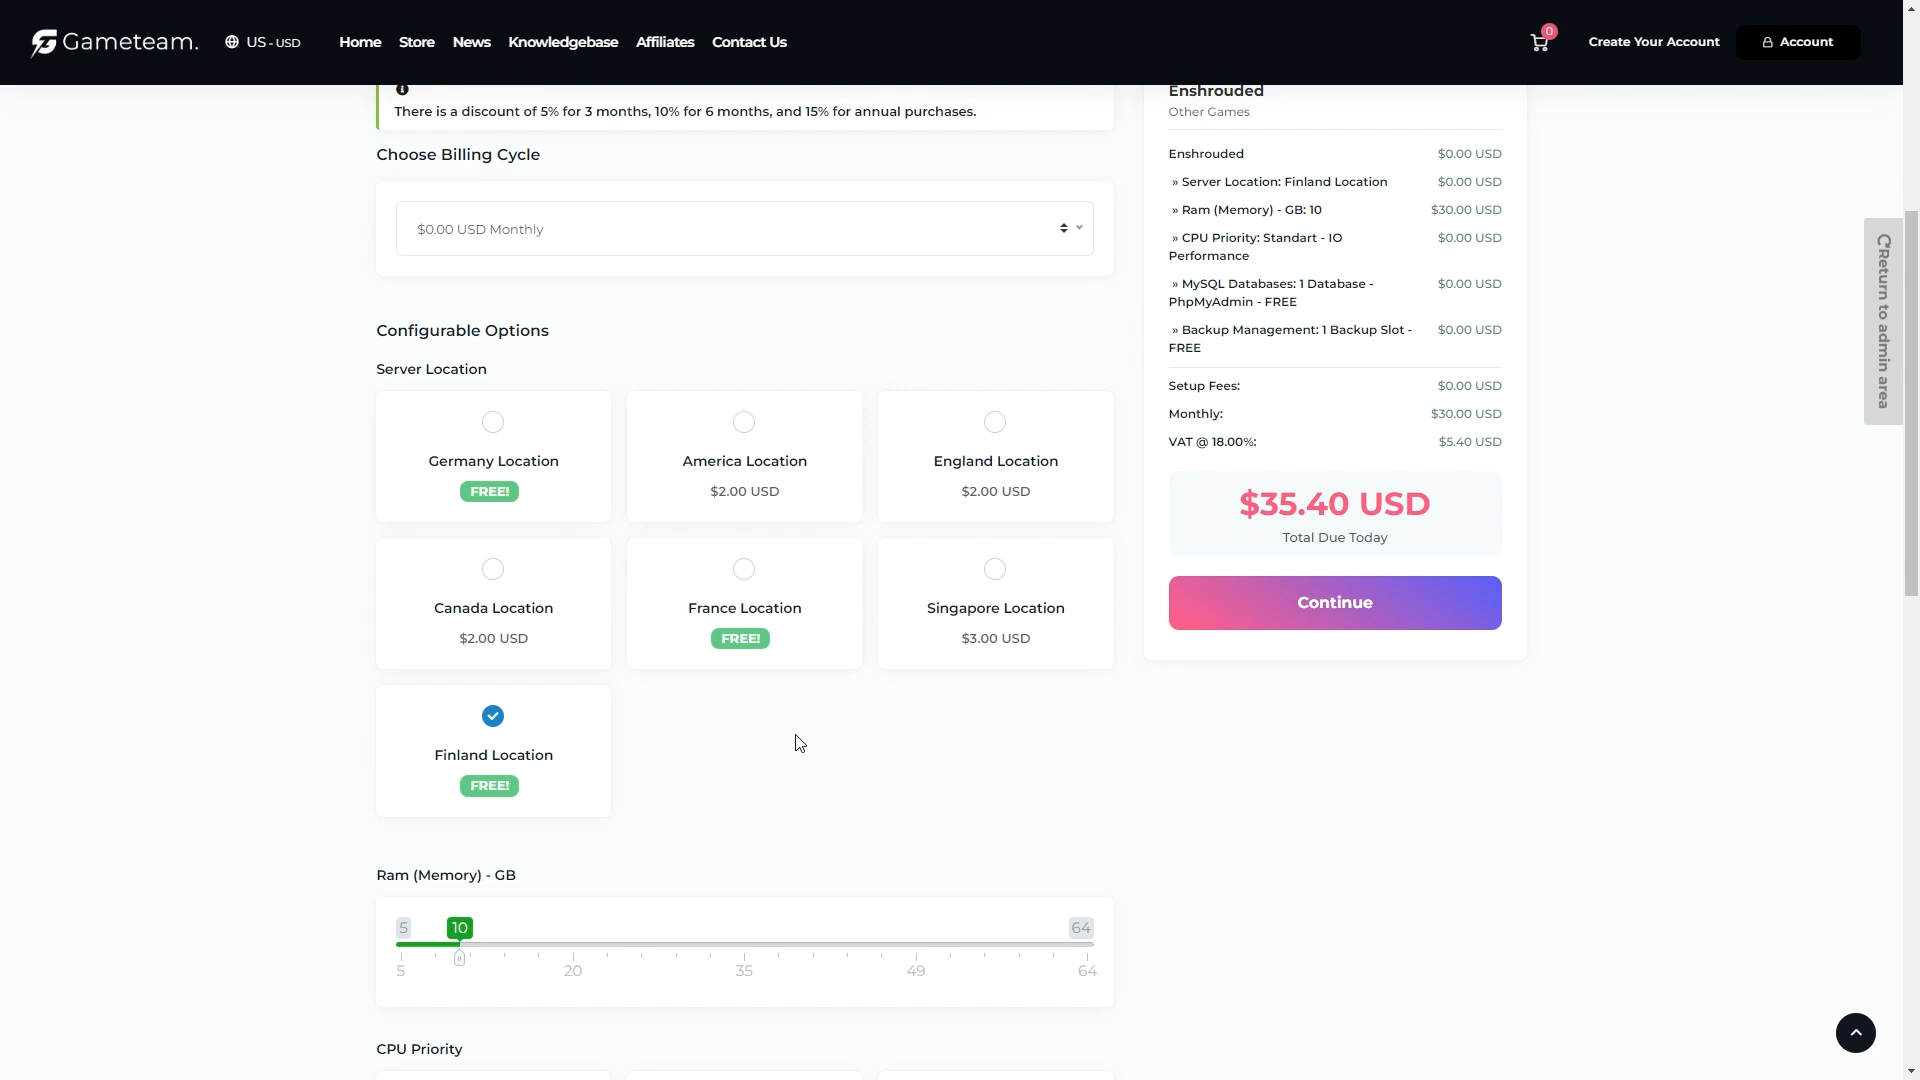 Gameteam.
US - USD
Home
Store
News
Knowledgebase
Affiliates
Contact Us
0
Create Your Account
Account
There is a discount of 5% for 3 months, 10% for 6 months, and 15% for annual purchases.
Choose Billing Cycle
$0.00 USD Monthly
Configurable Options
Server Location
Germany Location
FREE!
America Location
$2.00 USD
England Location
$2.00 USD
Canada Location
$2.00 USD
France Location
FREE!
Singapore Location
$3.00 USD
Finland Location
FREE!
Ram (Memory) - GB
5
10
64
5
20
35
49
64
CPU Priority
Enshrouded
Other Games
Enshrouded $0.00 USD
» Server Location: Finland Location $0.00 USD
» Ram (Memory) - GB: 10 $30.00 USD
» CPU Priority: Standart - IO $0.00 USD
Performance
» MySQL Databases: 1 Database - $0.00 USD
PhpMyAdmin - FREE
» Backup Management: 1 Backup Slot - $0.00 USD
FREE
Setup Fees: $0.00 USD
Monthly: $30.00 USD
VAT @ 18.00%: $5.40 USD
$35.40 USD
Total Due Today
Continue
Return to admin area